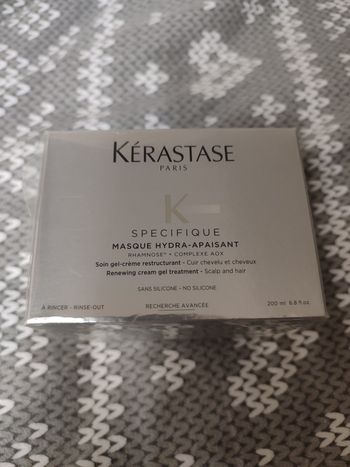 KÉRASTASE
PARIS
K
SPECIFIQUE
MASQUE HYDRA-APAISANT
RHAMNOSE* + COMPLEXE AOX
Soin gel-crème restructurant - Cuir chevelu et cheveux
Renewing cream gel treatment - Scalp and hair
SANS SILICONE - NO SILICONE
À RINCER - RINSE-OUT
RECHERCHE AVANCÉE
200 ml 6.8 fl.oz.